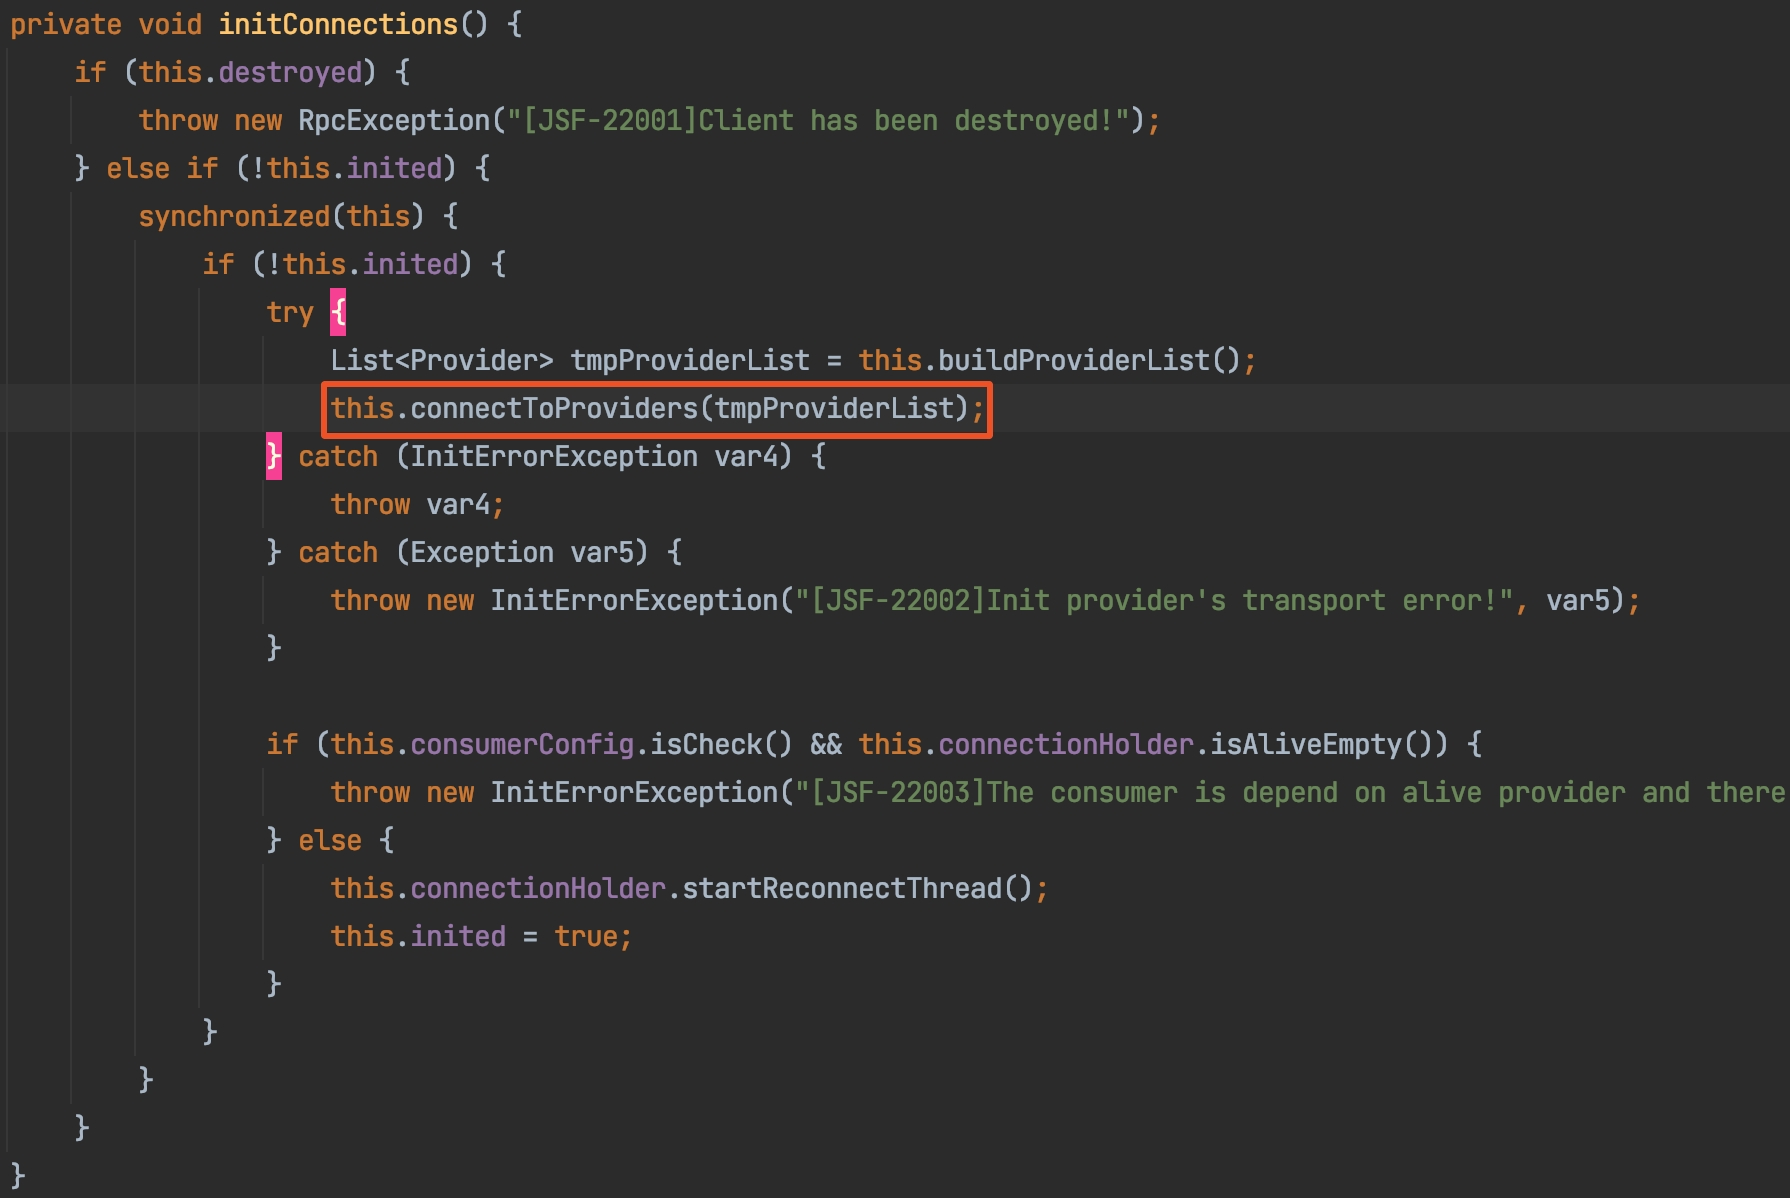 private void initConnections() {
    if (this.destroyed) {
        throw new RpcException("[JSF-22001]Client has been destroyed!");
    } else if (!this.inited) {
        synchronized(this) {
            if (!this.inited) {
                try {
                    List<Provider> tmpProviderList = this.buildProviderList();
                    this.connectToProviders(tmpProviderList);
                } catch (InitErrorException var4) {
                    throw var4;
                } catch (Exception var5) {
                    throw new InitErrorException("[JSF-22002]Init provider's transport error!", var5);
                }

                if (this.consumerConfig.isCheck() && this.connectionHolder.isAliveEmpty()) {
                    throw new InitErrorException("[JSF-22003]The consumer is depend on alive provider and there
                } else {
                    this.connectionHolder.startReconnectThread();
                    this.inited = true;
                }
            }
        }
    }
}